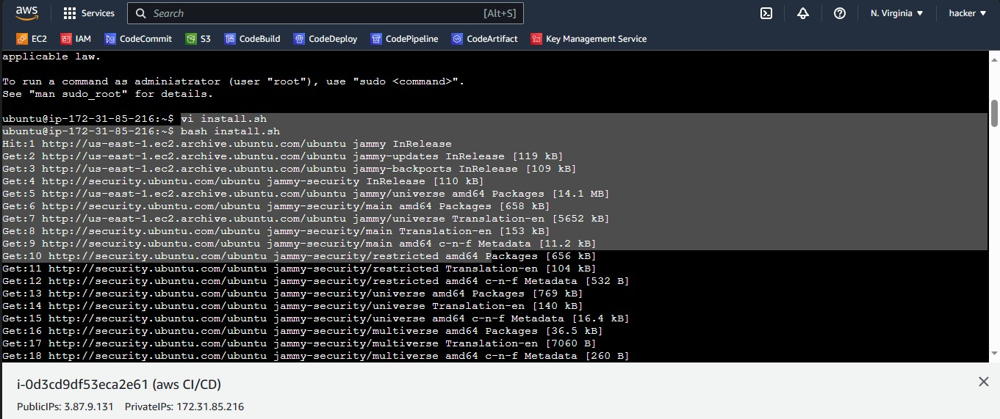 aws Services Search [Alt+S] N. Virginia hacker
EC2 IAM CodeCommit S3 CodeBuild CodeDeploy CodePipeline CodeArtifact Key Management Service
applicable law.
To run a command as administrator (user "root"), use "sudo <command>".
See "man sudo_root" for details.
ubuntu@ip-172-31-85-216:~$ vi install.sh
ubuntu@ip-172-31-85-216:~$ bash install.sh
Hit:1 http://us-east-1.ec2.archive.ubuntu.com/ubuntu jammy InRelease
Get:2 http://us-east-1.ec2.archive.ubuntu.com/ubuntu jammy-updates InRelease [119 kB]
Get:3 http://us-east-1.ec2.archive.ubuntu.com/ubuntu jammy-backports InRelease [109 kB]
Get:4 http://security.ubuntu.com/ubuntu jammy-security InRelease [110 kB]
Get:5 http://us-east-1.ec2.archive.ubuntu.com/ubuntu jammy/universe amd64 Packages [14.1 MB]
Get:6 http://security.ubuntu.com/ubuntu jammy-security/main amd64 Packages [658 kB]
Get:7 http://us-east-1.ec2.archive.ubuntu.com/ubuntu jammy/universe Translation-en [5652 kB]
Get:8 http://security.ubuntu.com/ubuntu jammy-security/main Translation-en [153 kB]
Get:9 http://security.ubuntu.com/ubuntu jammy-security/main amd64 c-n-f Metadata [11.2 kB]
Get:10 http://security.ubuntu.com/ubuntu jammy-security/restricted amd64 Packages [656 kB]
Get:11 http://security.ubuntu.com/ubuntu jammy-security/restricted Translation-en [104 kB]
Get:12 http://security.ubuntu.com/ubuntu jammy-security/restricted amd64 c-n-f Metadata [532 B]
Get:13 http://security.ubuntu.com/ubuntu jammy-security/universe amd64 Packages [769 kB]
Get:14 http://security.ubuntu.com/ubuntu jammy-security/universe Translation-en [140 kB]
Get:15 http://security.ubuntu.com/ubuntu jammy-security/universe amd64 c-n-f Metadata [16.4 kB]
Get:16 http://security.ubuntu.com/ubuntu jammy-security/multiverse amd64 Packages [36.5 kB]
Get:17 http://security.ubuntu.com/ubuntu jammy-security/multiverse Translation-en [7060 B]
Get:18 http://security.ubuntu.com/ubuntu jammy-security/multiverse amd64 c-n-f Metadata [260 B]
i-0d3cd9df53eca2e61 (aws CI/CD)
PublicIPs: 3.87.9.131 PrivateIPs: 172.31.85.216